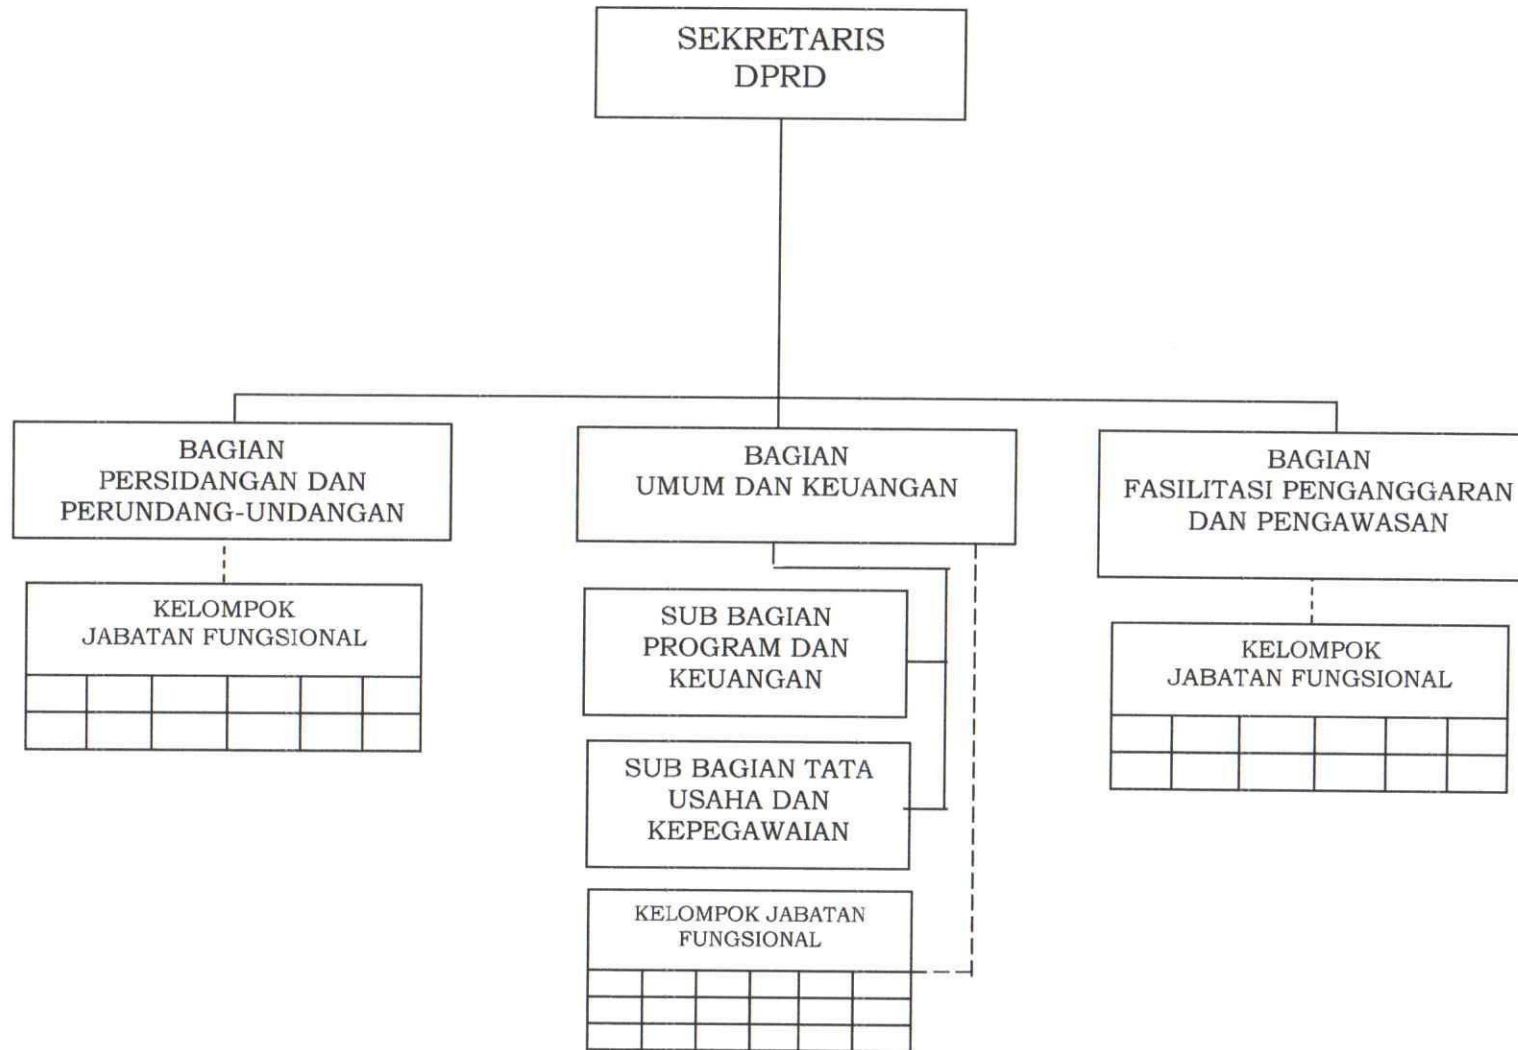 SEKRETARIS
DPRD
BAGIAN
PERSIDANGAN DAN
PERUNDANG-UNDANGAN
KELOMPOK
JABATAN FUNGSIONAL
BAGIAN
UMUM DAN KEUANGAN
SUB BAGIAN
PROGRAM DAN
KEUANGAN
SUB BAGIAN TATA
USAHA DAN
KEPEGAWAIAN
KELOMPOK JABATAN
FUNGSIONAL
BAGIAN
FASILITASI PENGANGGARAN
DAN PENGAWASAN
KELOMPOK
JABATAN FUNGSIONAL